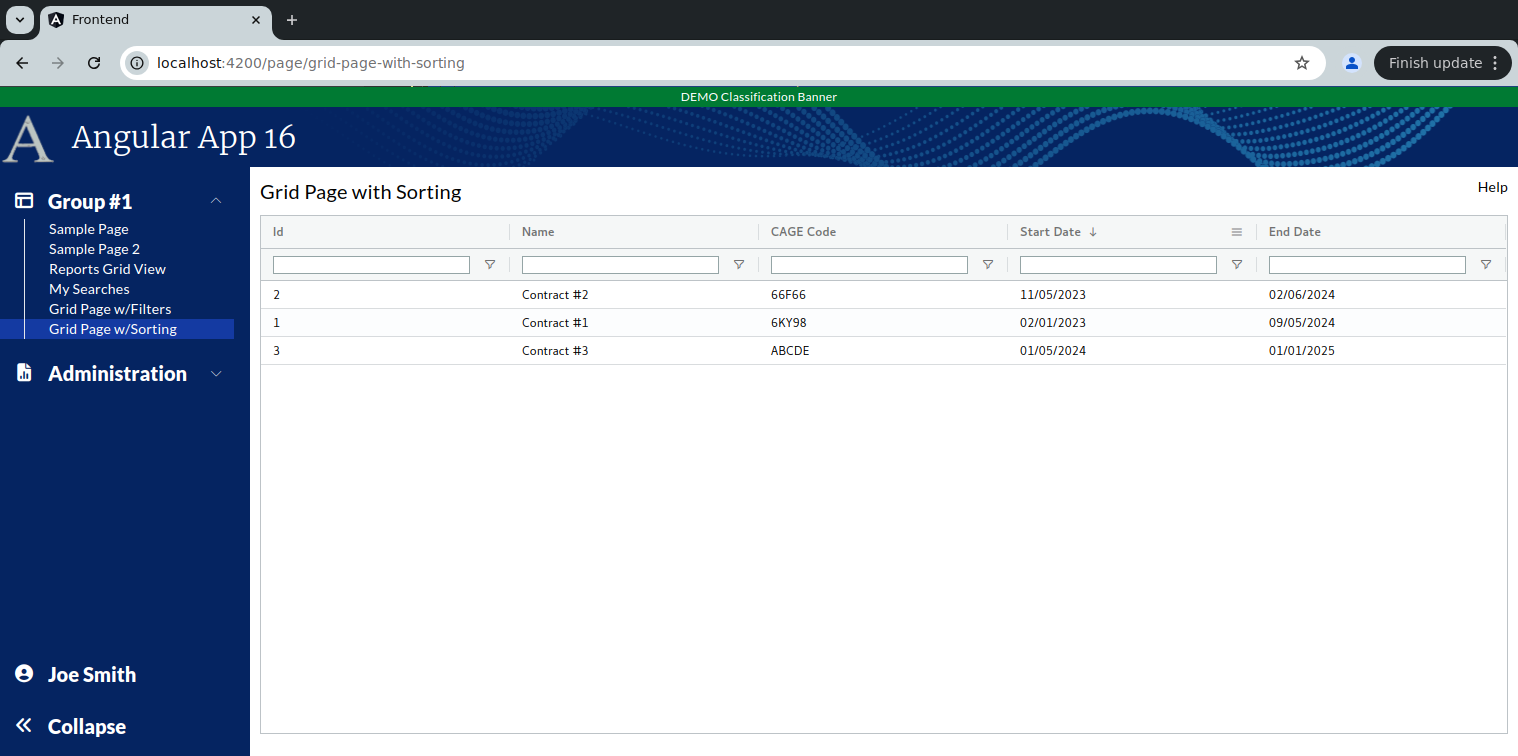 Frontend
localhost:4200/page/grid-page-with-sorting
Finish update
DEMO Classification Banner
A Angular App 16
Group #1
Sample Page
Sample Page 2
Reports Grid View
My Searches
Grid Page w/Filters
Grid Page w/Sorting
Administration
Joe Smith
Collapse
Grid Page with Sorting
Help
Id Name CAGE Code Start Date End Date
2 Contract #2 66F66 11/05/2023 02/06/2024
1 Contract #1 6KY98 02/01/2023 09/05/2024
3 Contract #3 ABCDE 01/05/2024 01/01/2025